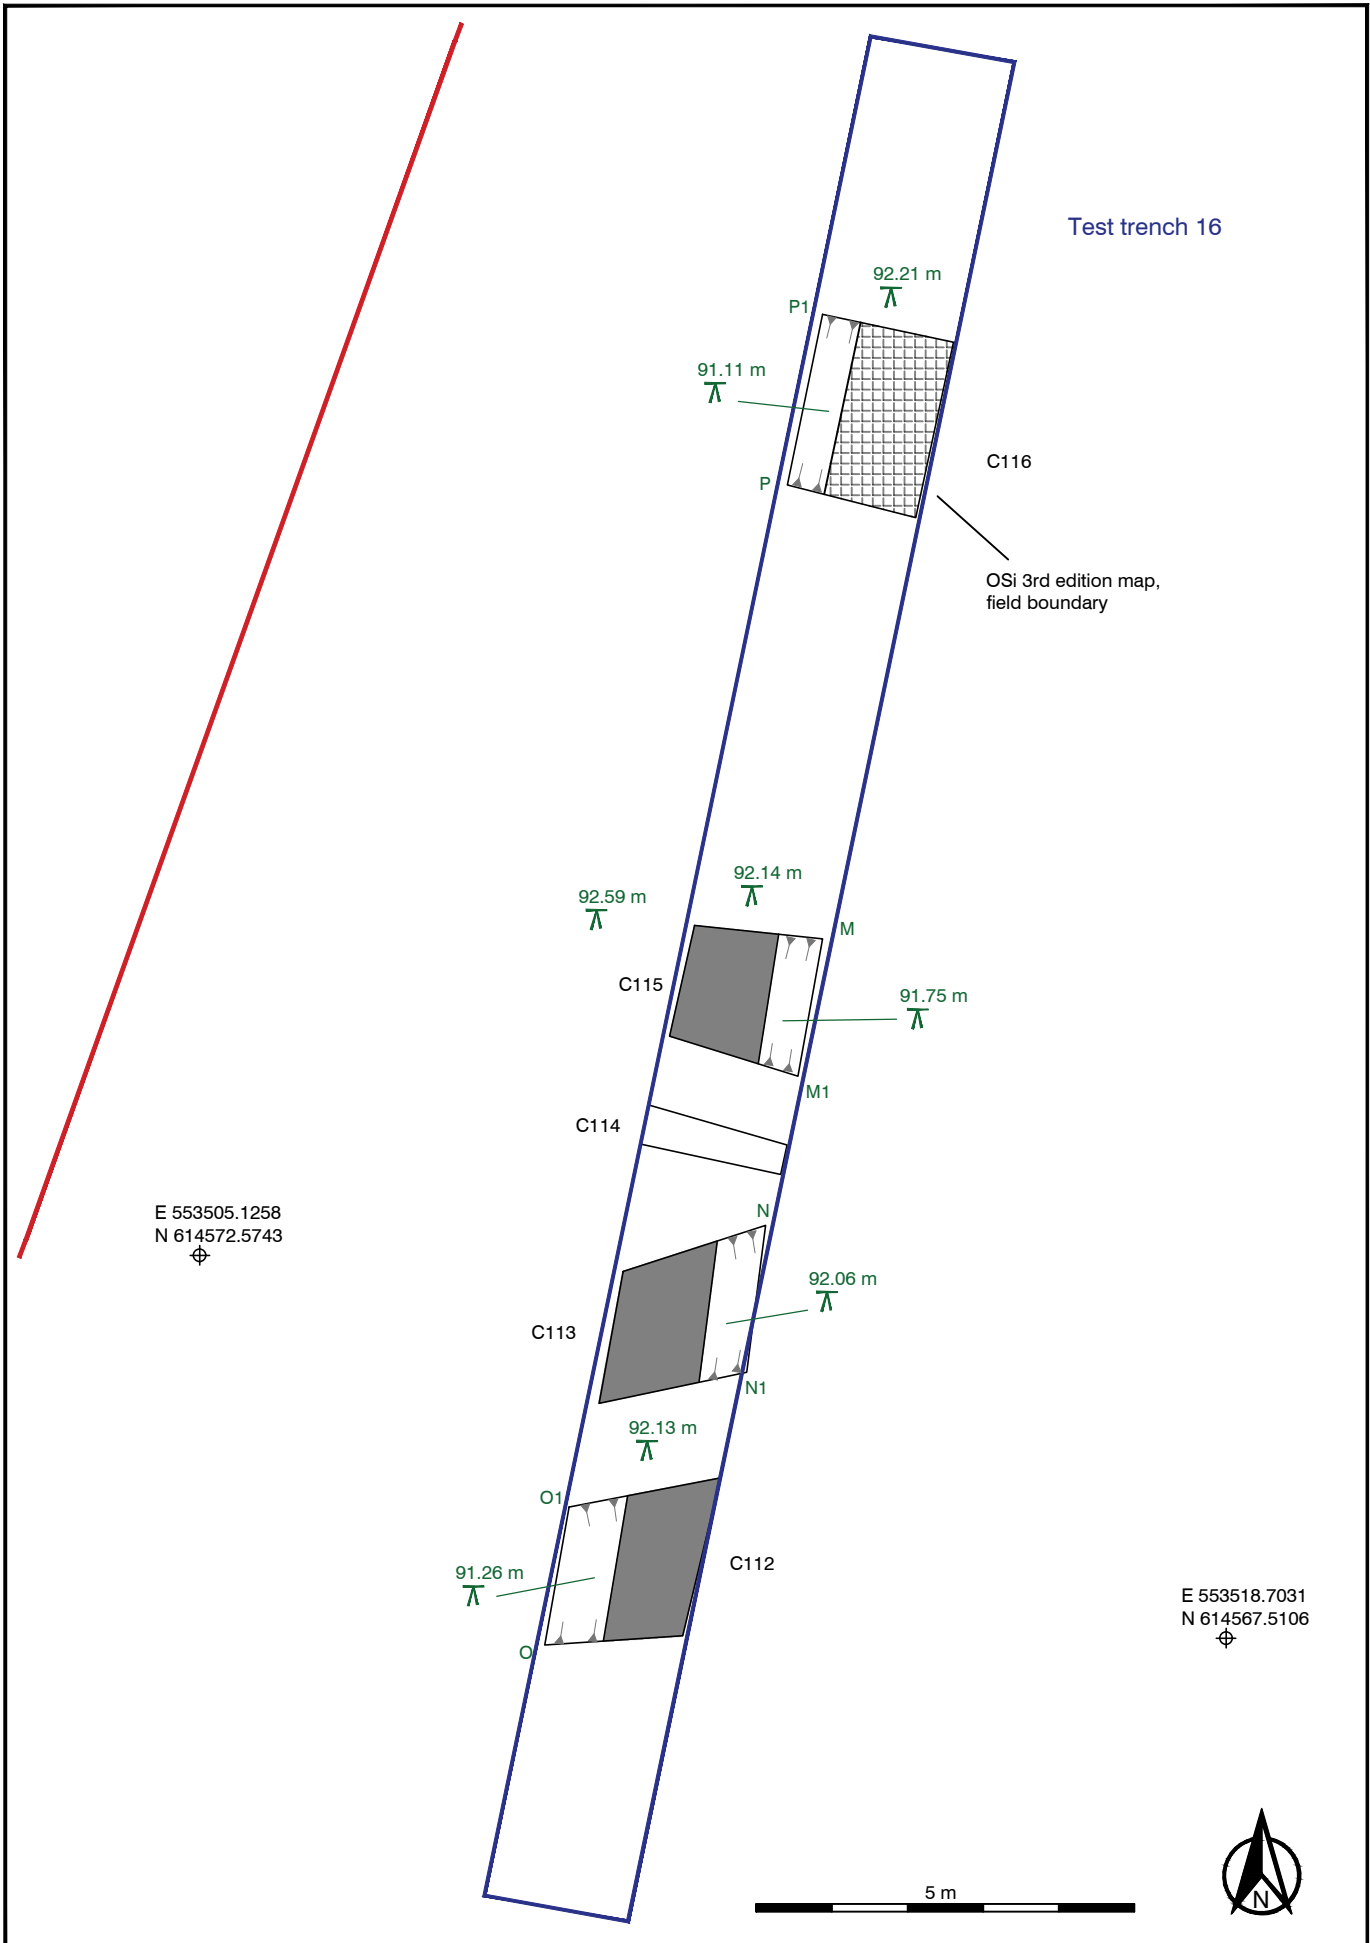 Test trench 16
92.21 m
P1
91.11 m
P
C116
OSi 3rd edition map,
field boundary
92.14 m
92.59 m
M
C115
91.75 m
M1
C114
E 553505.1258
N 614572.5743
N
92.06 m
C113
N1
92.13 m
O1
C112
91.26 m
E 553518.7031
N 614567.5106
O
5 m
N